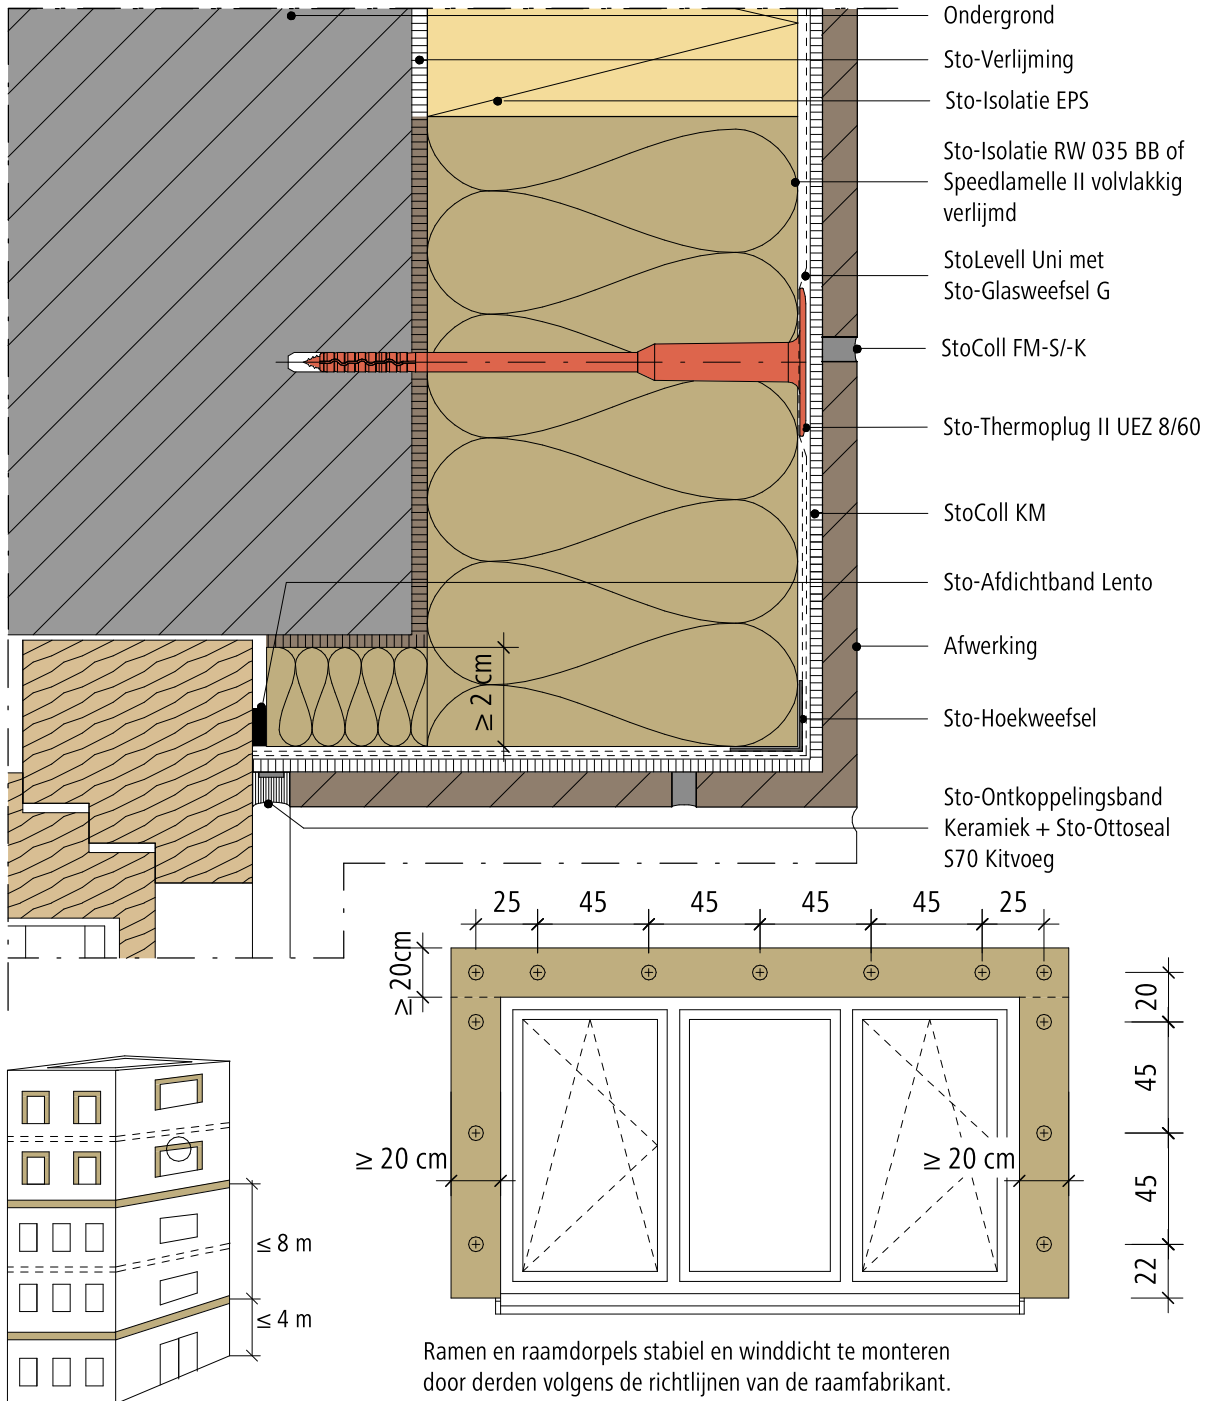 Ondergrond
Sto-Verlijming
Sto-Isolatie EPS
Sto-Isolatie RW 035 BB of
Speedlamelle II volvlakkig
verlijmd
StoLevell Uni met
Sto-Glasweefsel G
StoColl FM-S/-K
Sto-Thermoplug II UEZ 8/60
StoColl KM
Sto-Afdichtband Lento
Afwerking
≥ 2 cm
Sto-Hoekweefsel
Sto-Ontkoppelingsband
Keramiek + Sto-Ottoseal
S70 Kitvoeg
25 45 45 45 45 25
≥ 20cm
20
45
45
22
≥ 20 cm
≥ 20 cm
≤ 8 m
≤ 4 m
Ramen en raamdorpels stabiel en winddicht te monteren
door derden volgens de richtlijnen van de raamfabrikant.